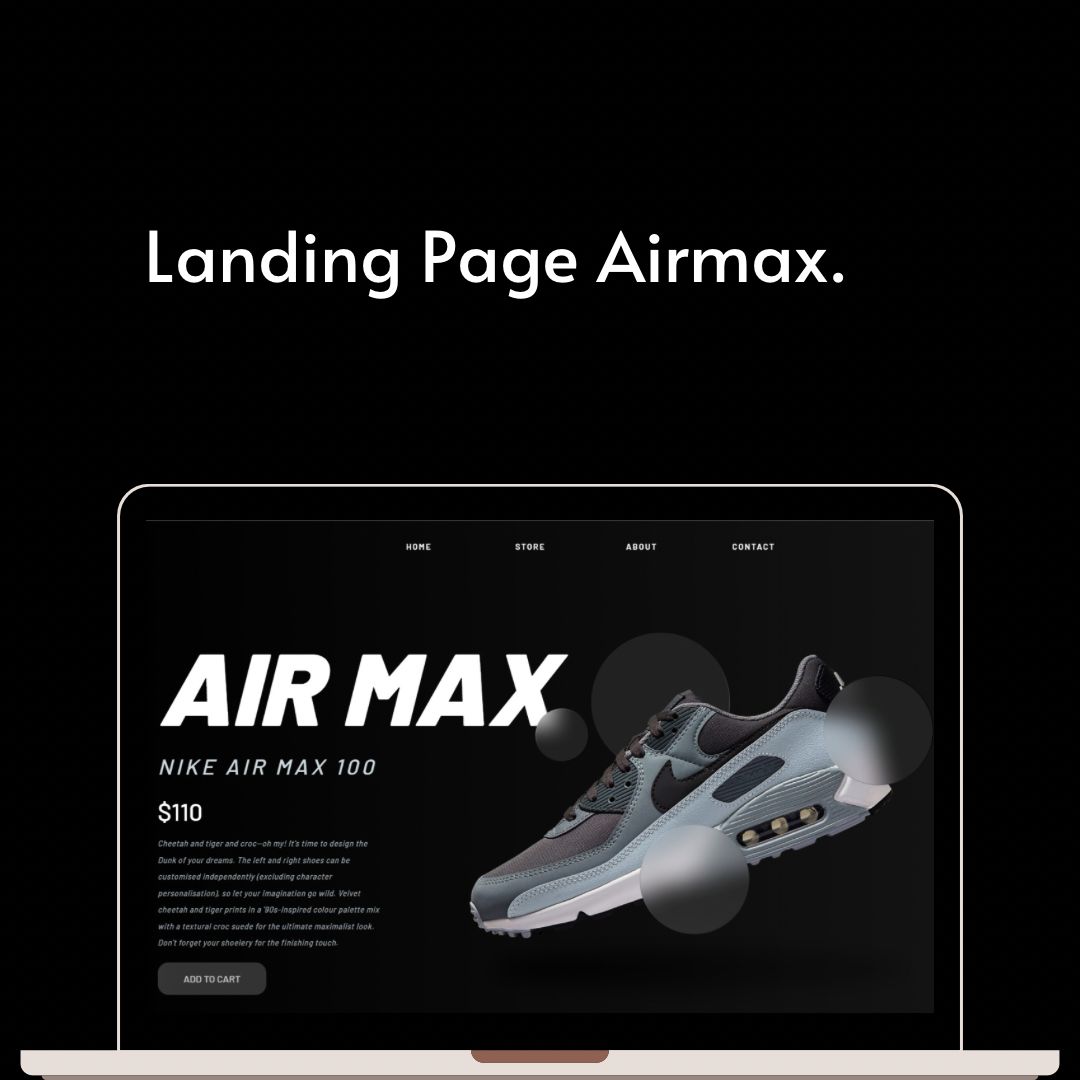 Landing Page Airmax.
HOME STORE ABOUT CONTACT
AIR MAX
NIKE AIR MAX 100
$110
Cheetah and tiger and croc—oh my! It's time to design the
Dunk of your dreams. The left and right shoes can be
customised independently (excluding character
personalisation), so let your imagination go wild. Velvet
cheetah and tiger prints in a '90s-inspired colour palette mix
with a textural croc suede for the ultimate maximalist look.
Don't forget your shoeiery for the finishing touch.
ADD TO CART